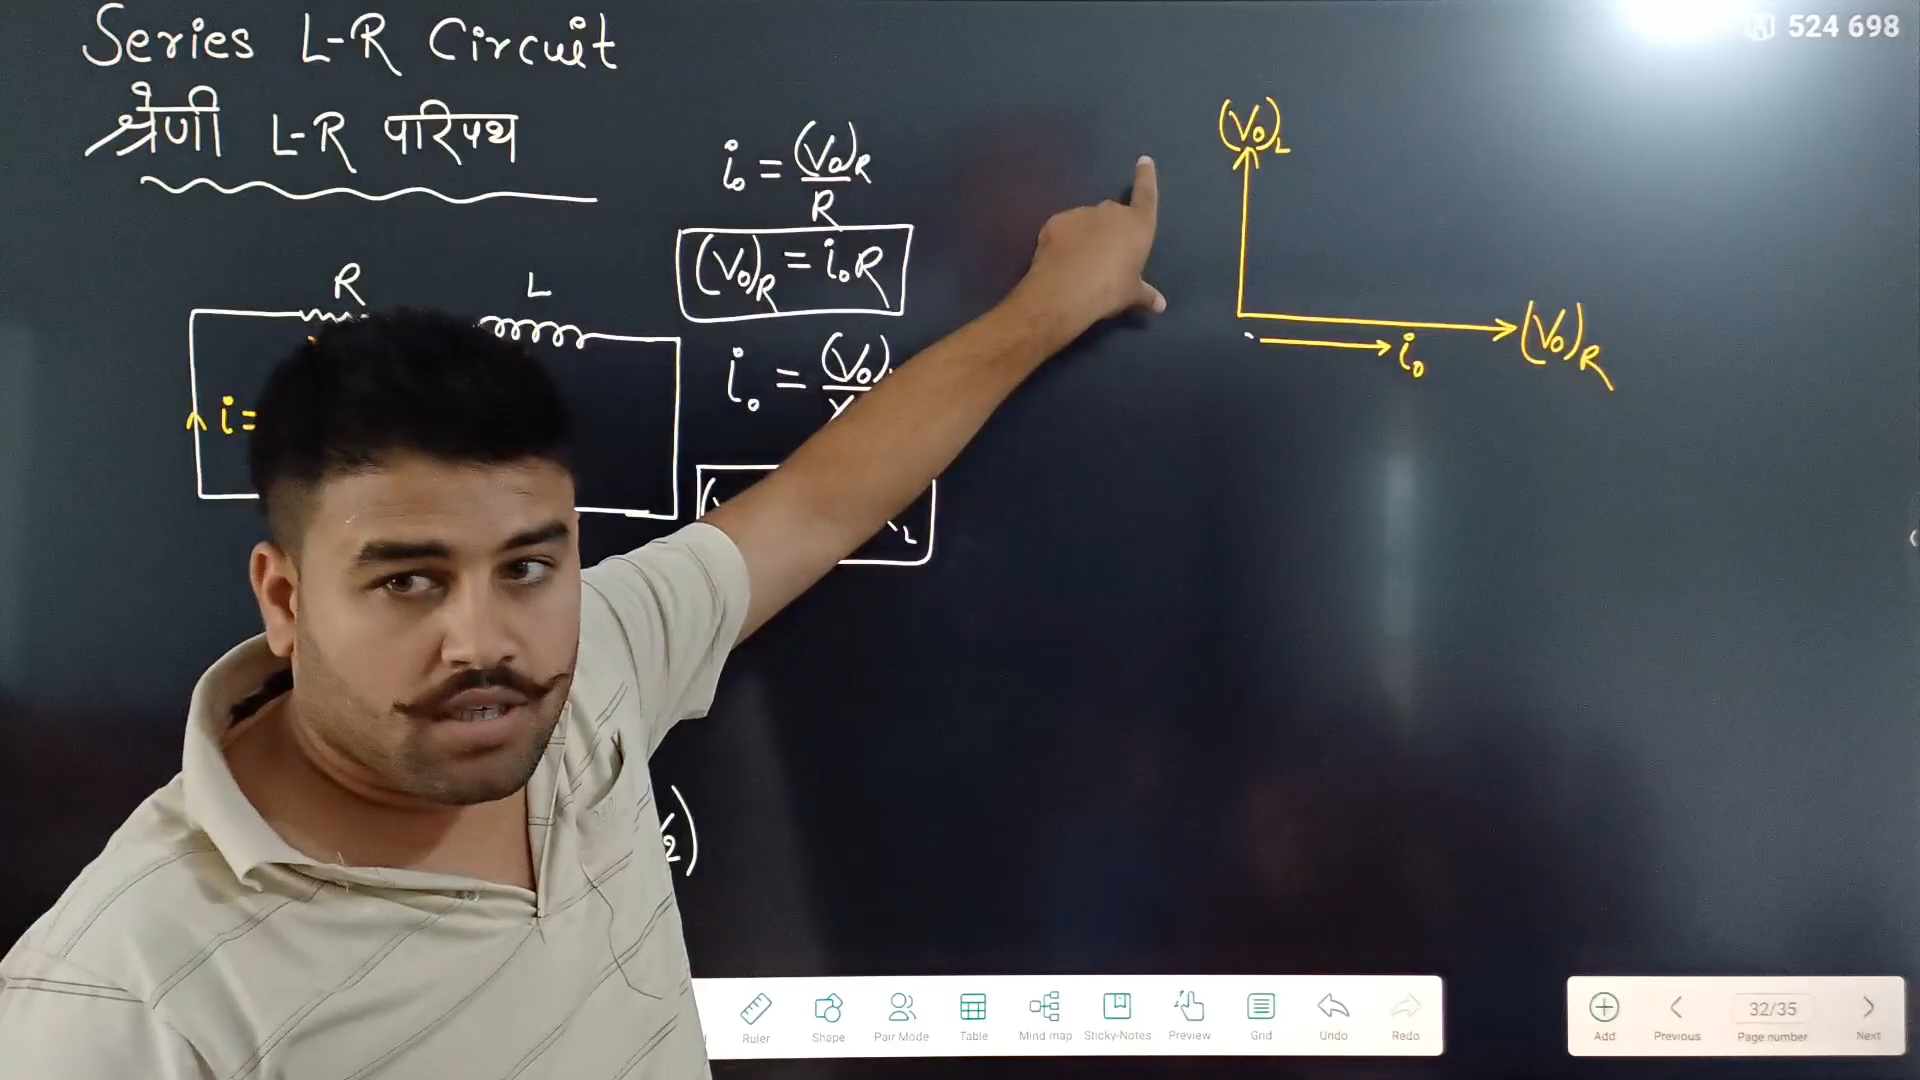 Series L-R Circuit
श्रेणी L-R परिपथ
R
L
i =
i₀ = (V₀)R / R
(V₀)R = i₀R
i₀ = (V₀)
L
2)
(V₀)L
(V₀)R
i₀
524 698
Ruler
Shape
Pair Mode
Table
Mind map
Sticky-Notes
Preview
Grid
Undo
Redo
Add
Previous
32/35
Page number
Next